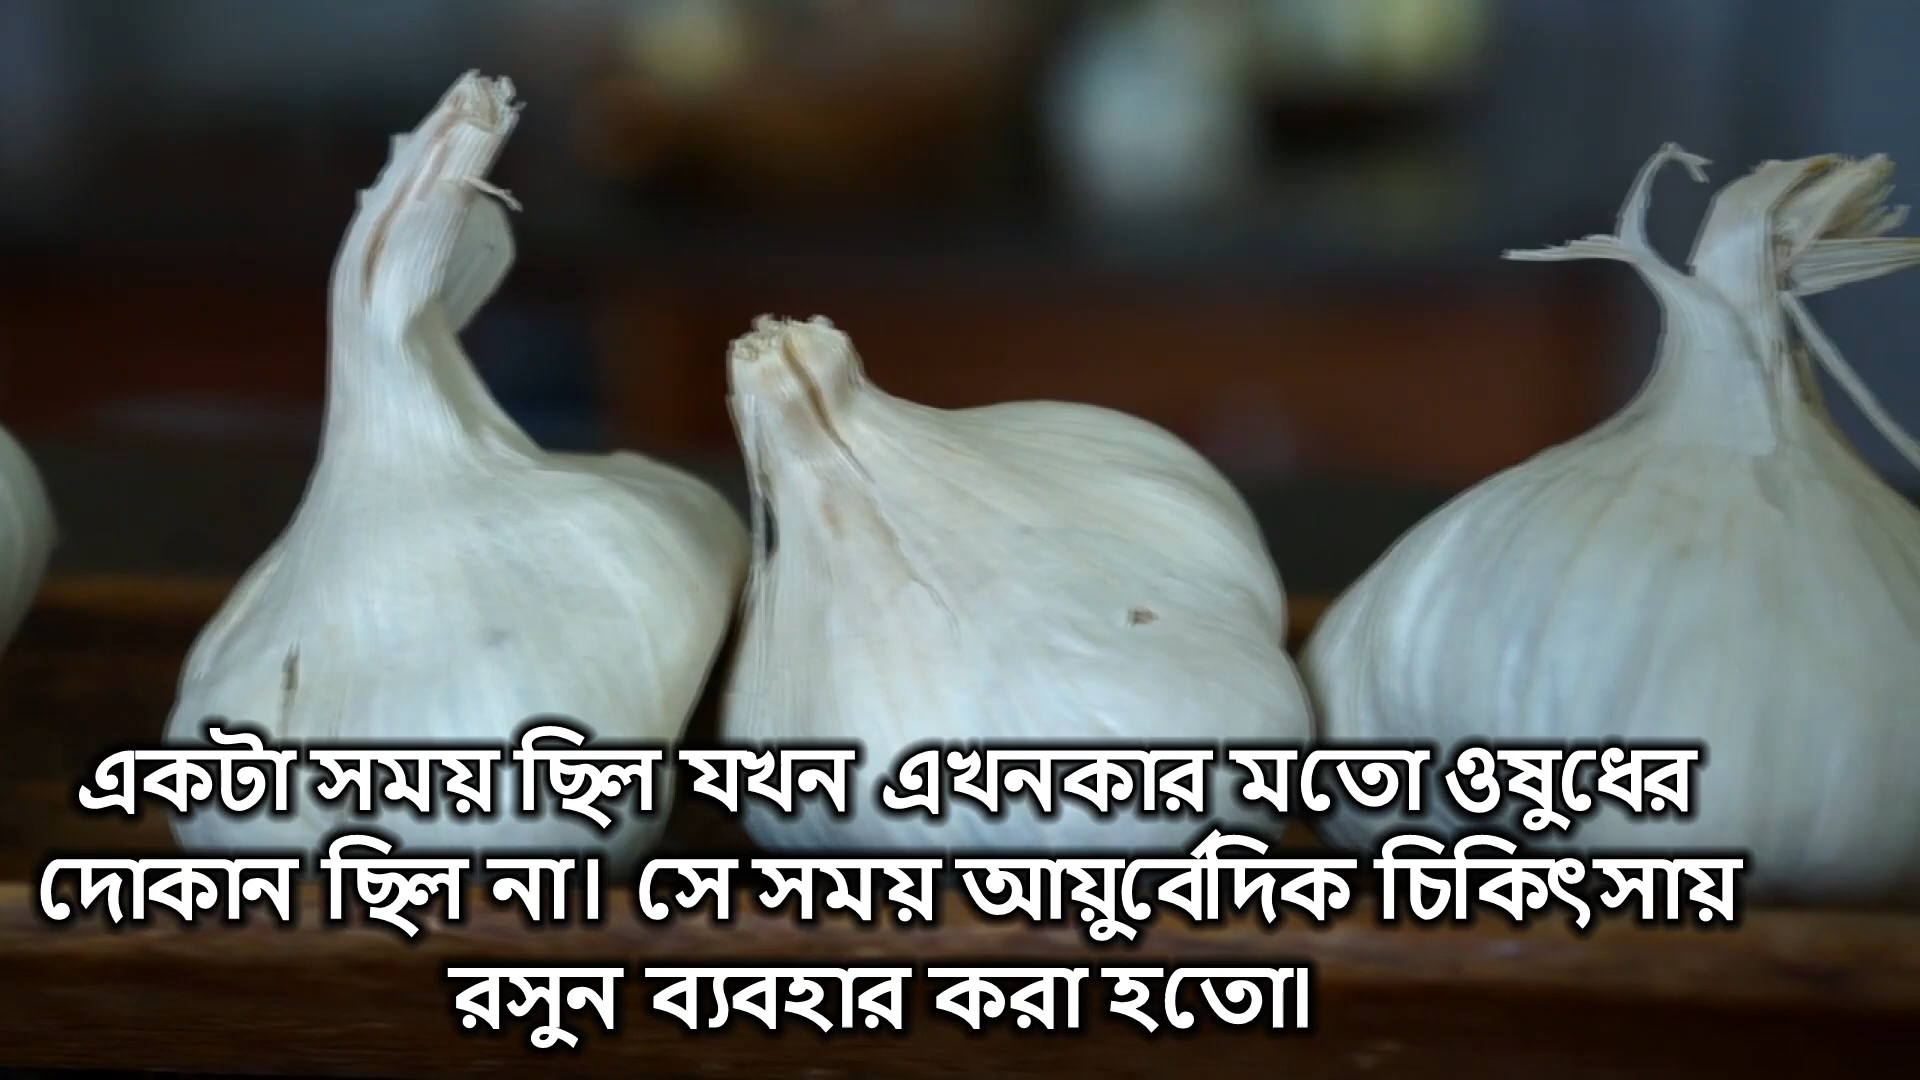 একটা সময় ছিল যখন এখনকার মতো ওষুধের
দোকান ছিল না। সে সময় আয়ুর্বেদিক চিকিৎসায়
রসুন ব্যবহার করা হতো।